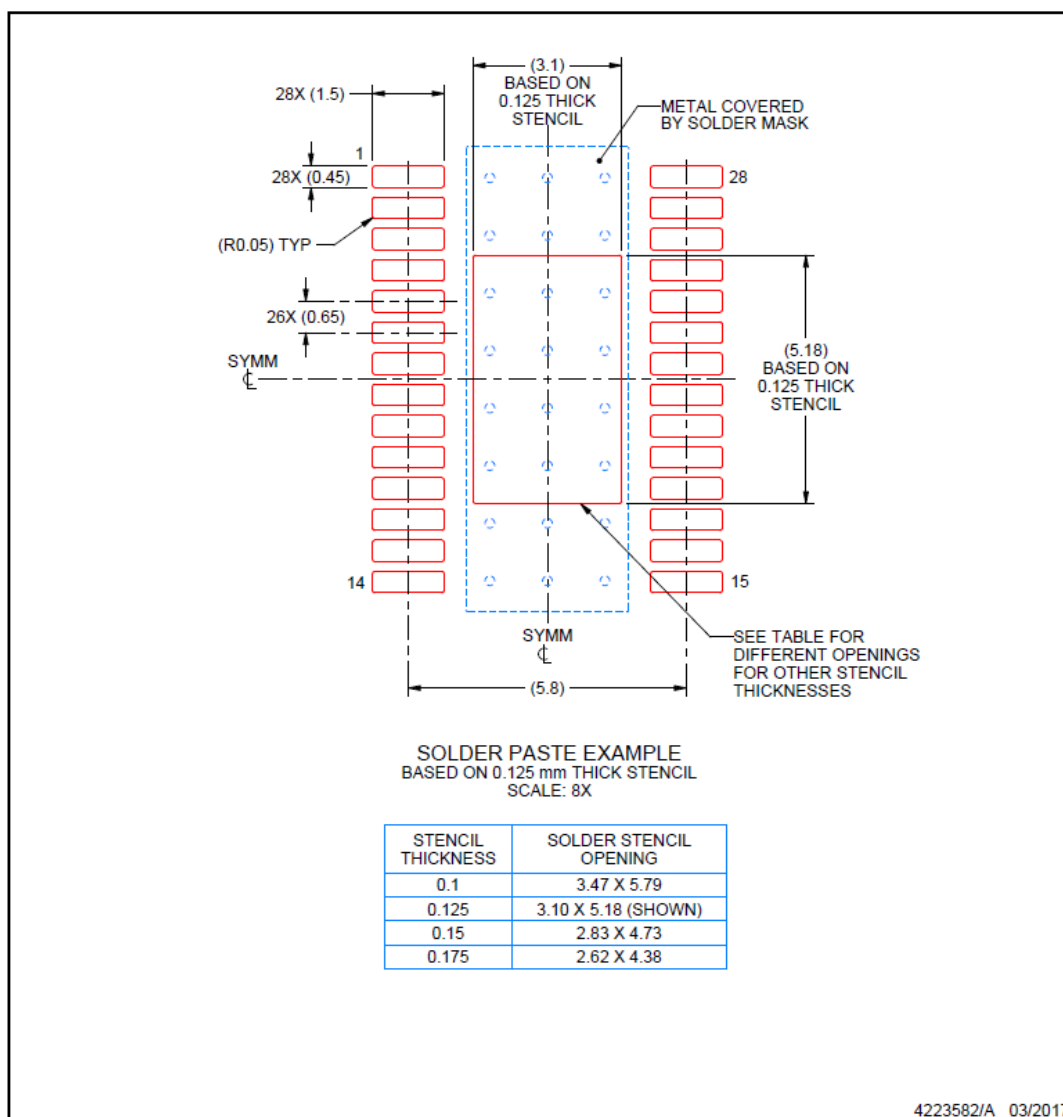 (3.1)
BASED ON
0.125 THICK
STENCIL
28X (1.5)
METAL COVERED
BY SOLDER MASK
1
28X (0.45)
28
(R0.05) TYP
26X (0.65)
SYMM
(5.18)
BASED ON
0.125 THICK
STENCIL
14
15
SYMM
SEE TABLE FOR
DIFFERENT OPENINGS
FOR OTHER STENCIL
THICKNESSES
(5.8)
SOLDER PASTE EXAMPLE
BASED ON 0.125 mm THICK STENCIL
SCALE: 8X
STENCIL
THICKNESS
SOLDER STENCIL
OPENING
0.1 3.47 X 5.79
0.125 3.10 X 5.18 (SHOWN)
0.15 2.83 X 4.73
0.175 2.62 X 4.38
4223582/A 03/2017